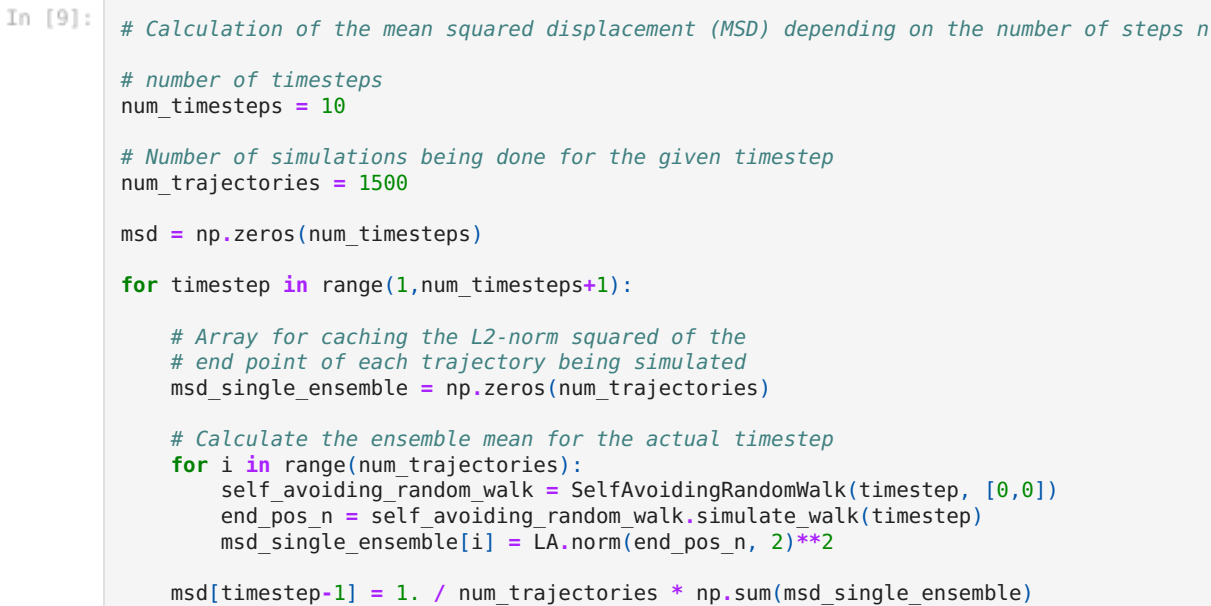 In [9]:
# Calculation of the mean squared displacement (MSD) depending on the number of steps n
# number of timesteps
num_timesteps = 10
# Number of simulations being done for the given timestep
num_trajectories = 1500
msd = np.zeros(num_timesteps)
for timestep in range(1,num_timesteps+1):
    # Array for caching the L2-norm squared of the
    # end point of each trajectory being simulated
    msd_single_ensemble = np.zeros(num_trajectories)
    # Calculate the ensemble mean for the actual timestep
    for i in range(num_trajectories):
        self_avoiding_random_walk = SelfAvoidingRandomWalk(timestep, [0,0])
        end_pos_n = self_avoiding_random_walk.simulate_walk(timestep)
        msd_single_ensemble[i] = LA.norm(end_pos_n, 2)**2
    msd[timestep-1] = 1. / num_trajectories * np.sum(msd_single_ensemble)